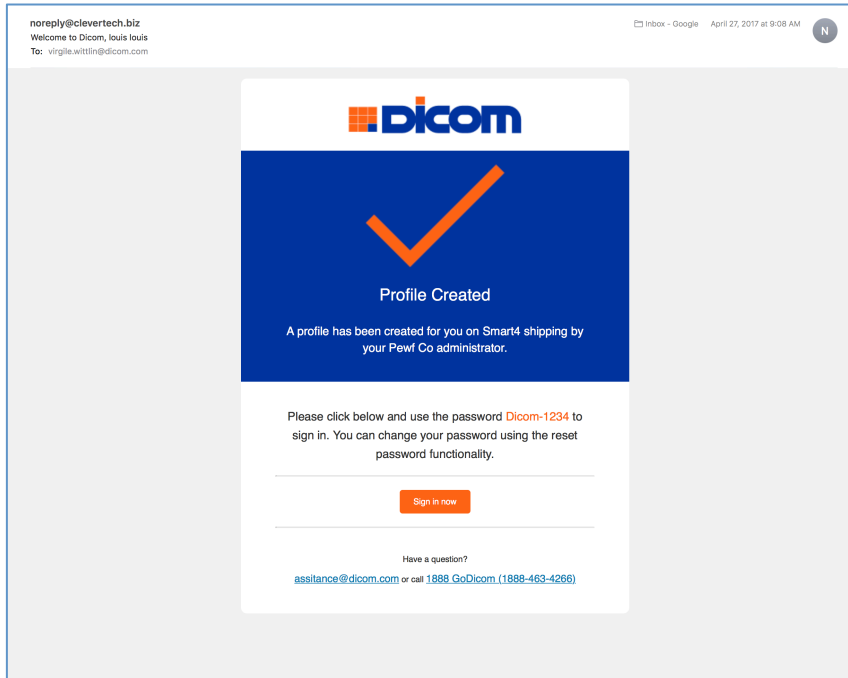 noreply@clevertech.biz
Inbox - Google April 27, 2017 at 9:08 AM
N
Welcome to Dicom, louis louis
To: virgile.wittlin@dicom.com
Dicom
Profile Created
A profile has been created for you on Smart4 shipping by
your Pewf Co administrator.
Please click below and use the password Dicom-1234 to
sign in. You can change your password using the reset
password functionality.
Sign in now
Have a question?
assitance@dicom.com or call 1888 GoDicom (1888-463-4266)